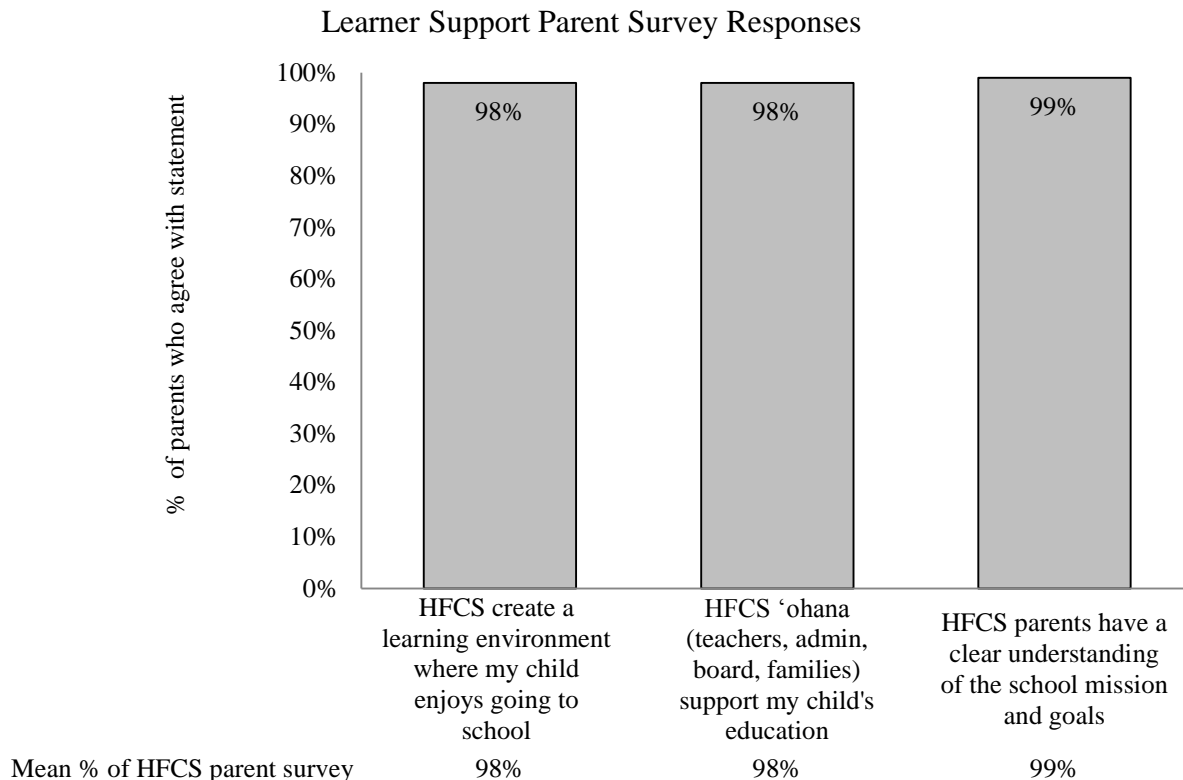 Learner Support Parent Survey Responses
% of parents who agree with statement
100%
90%
80%
70%
60%
50%
40%
30%
20%
10%
0%
98%
98%
99%
HFCS create a
learning environment
where my child
enjoys going to
school
HFCS ‘ohana
(teachers, admin,
board, families)
support my child's
education
HFCS parents have a
clear understanding
of the school mission
and goals
Mean % of HFCS parent survey 98% 98% 99%